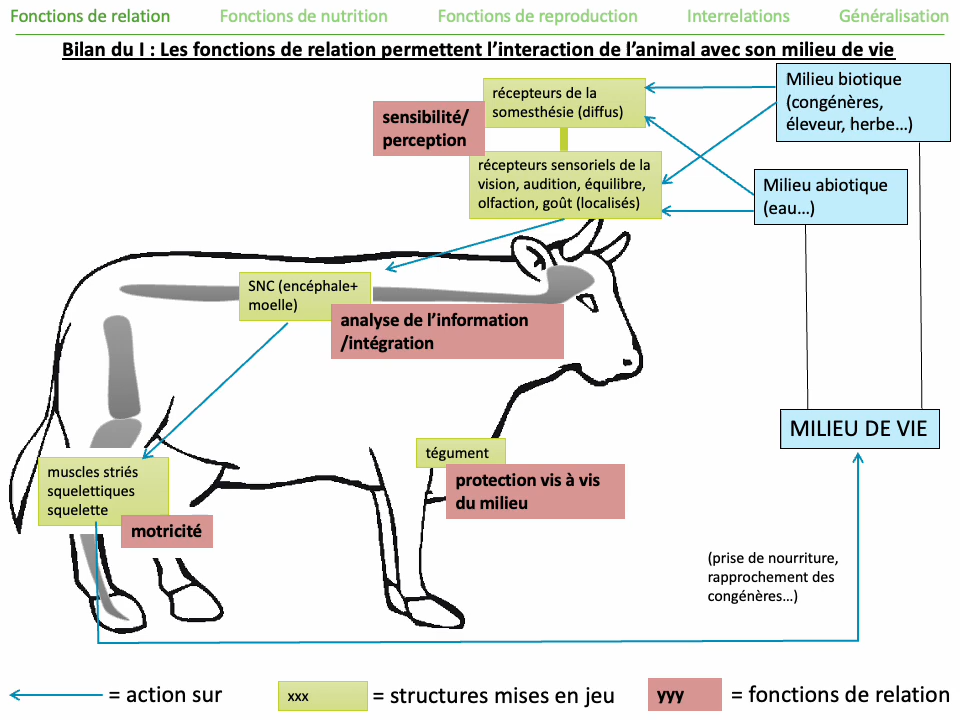 Fonctions de relation Fonctions de nutrition Fonctions de reproduction Interrelations Généralisation
Bilan du I : Les fonctions de relation permettent l'interaction de l'animal avec son milieu de vie
récepteurs de la
somesthésie (diffus)
sensibilité/
perception
récepteurs sensoriels de la
vision, audition, équilibre,
olfaction, goût (localisés)
Milieu biotique
(congénères,
éleveur, herbe…)
Milieu abiotique
(eau…)
SNC (encéphale+
moelle)
analyse de l'information
/intégration
MILIEU DE VIE
tégument
protection vis à vis
du milieu
muscles striés
squelettiques
squelette
motricité
(prise de nourriture,
rapprochement des
congénères…)
= action sur
xxx
= structures mises en jeu
yyy
= fonctions de relation